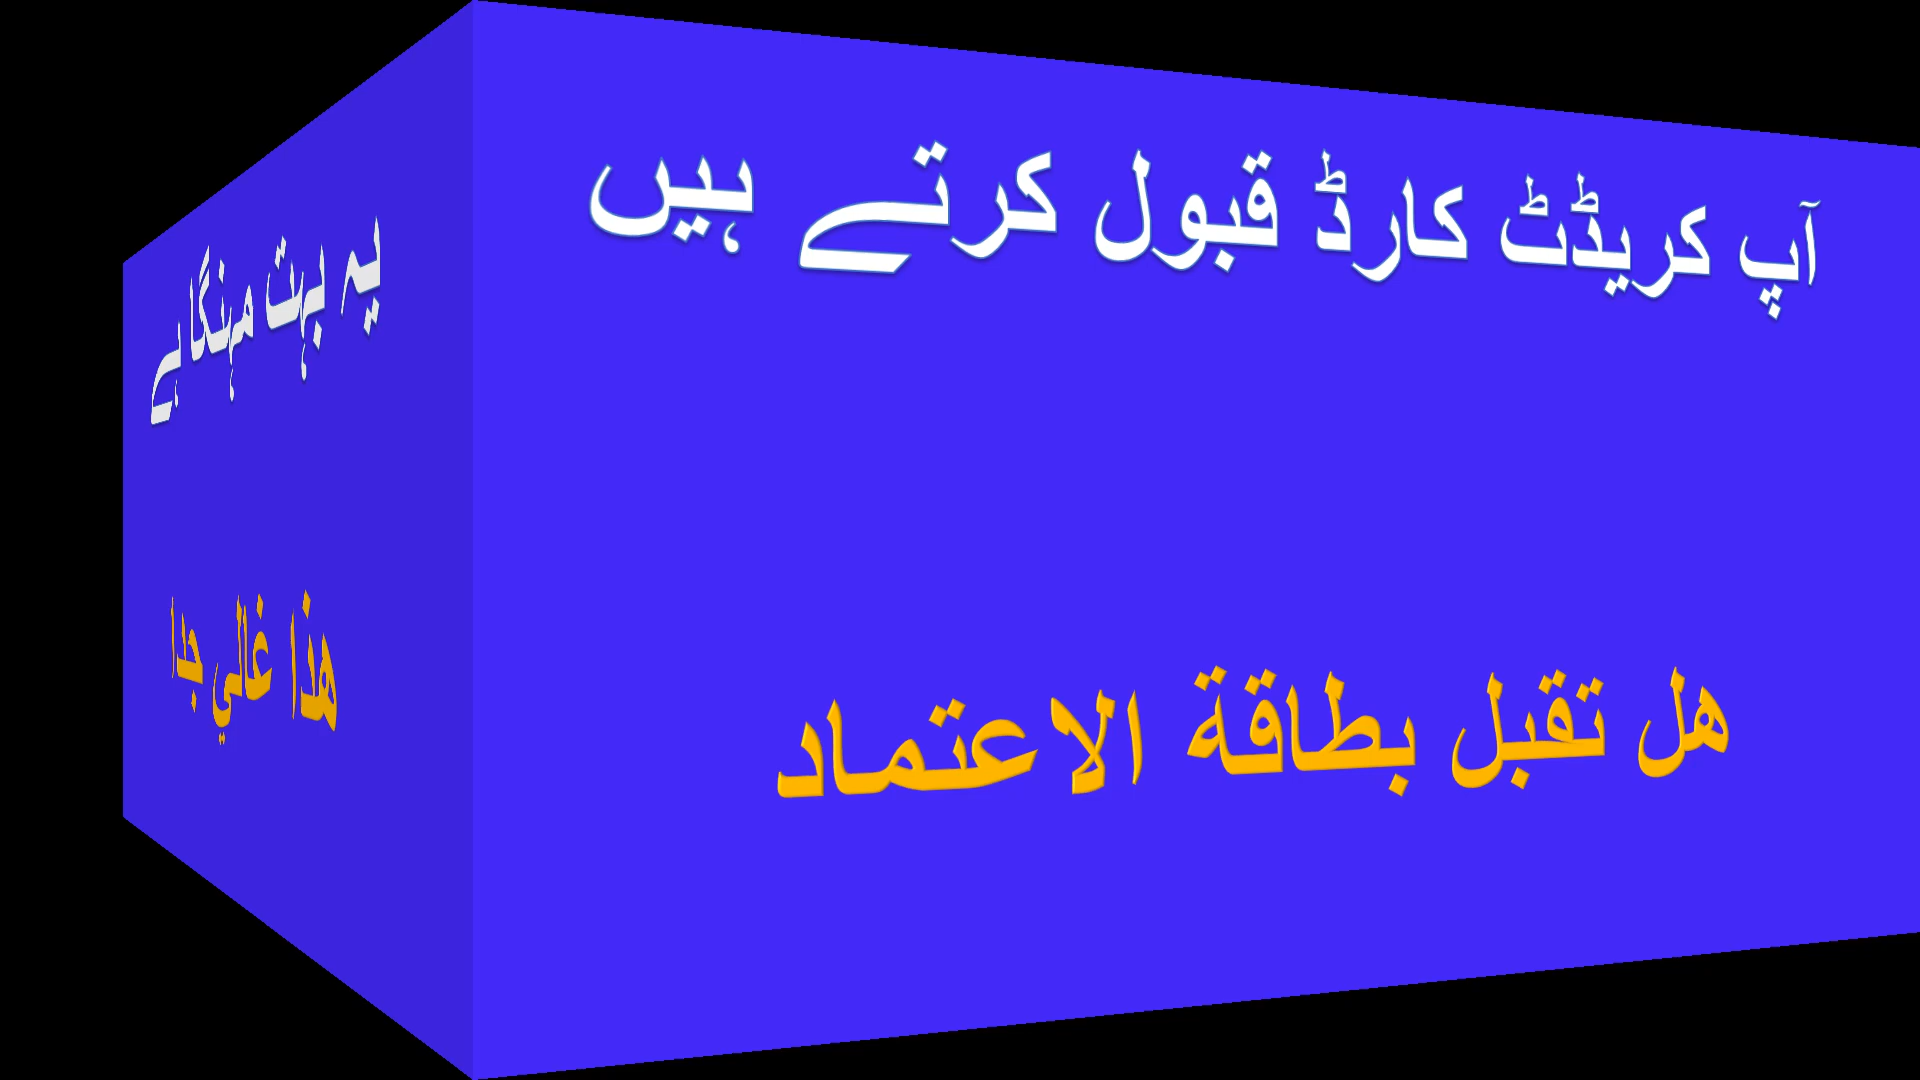 آپ کریڈٹ کارڈ قبول کرتے ہیں
هل تقبل بطاقة الاعتماد
یہ بہت مہنگا ہے
هذا غالي جدا